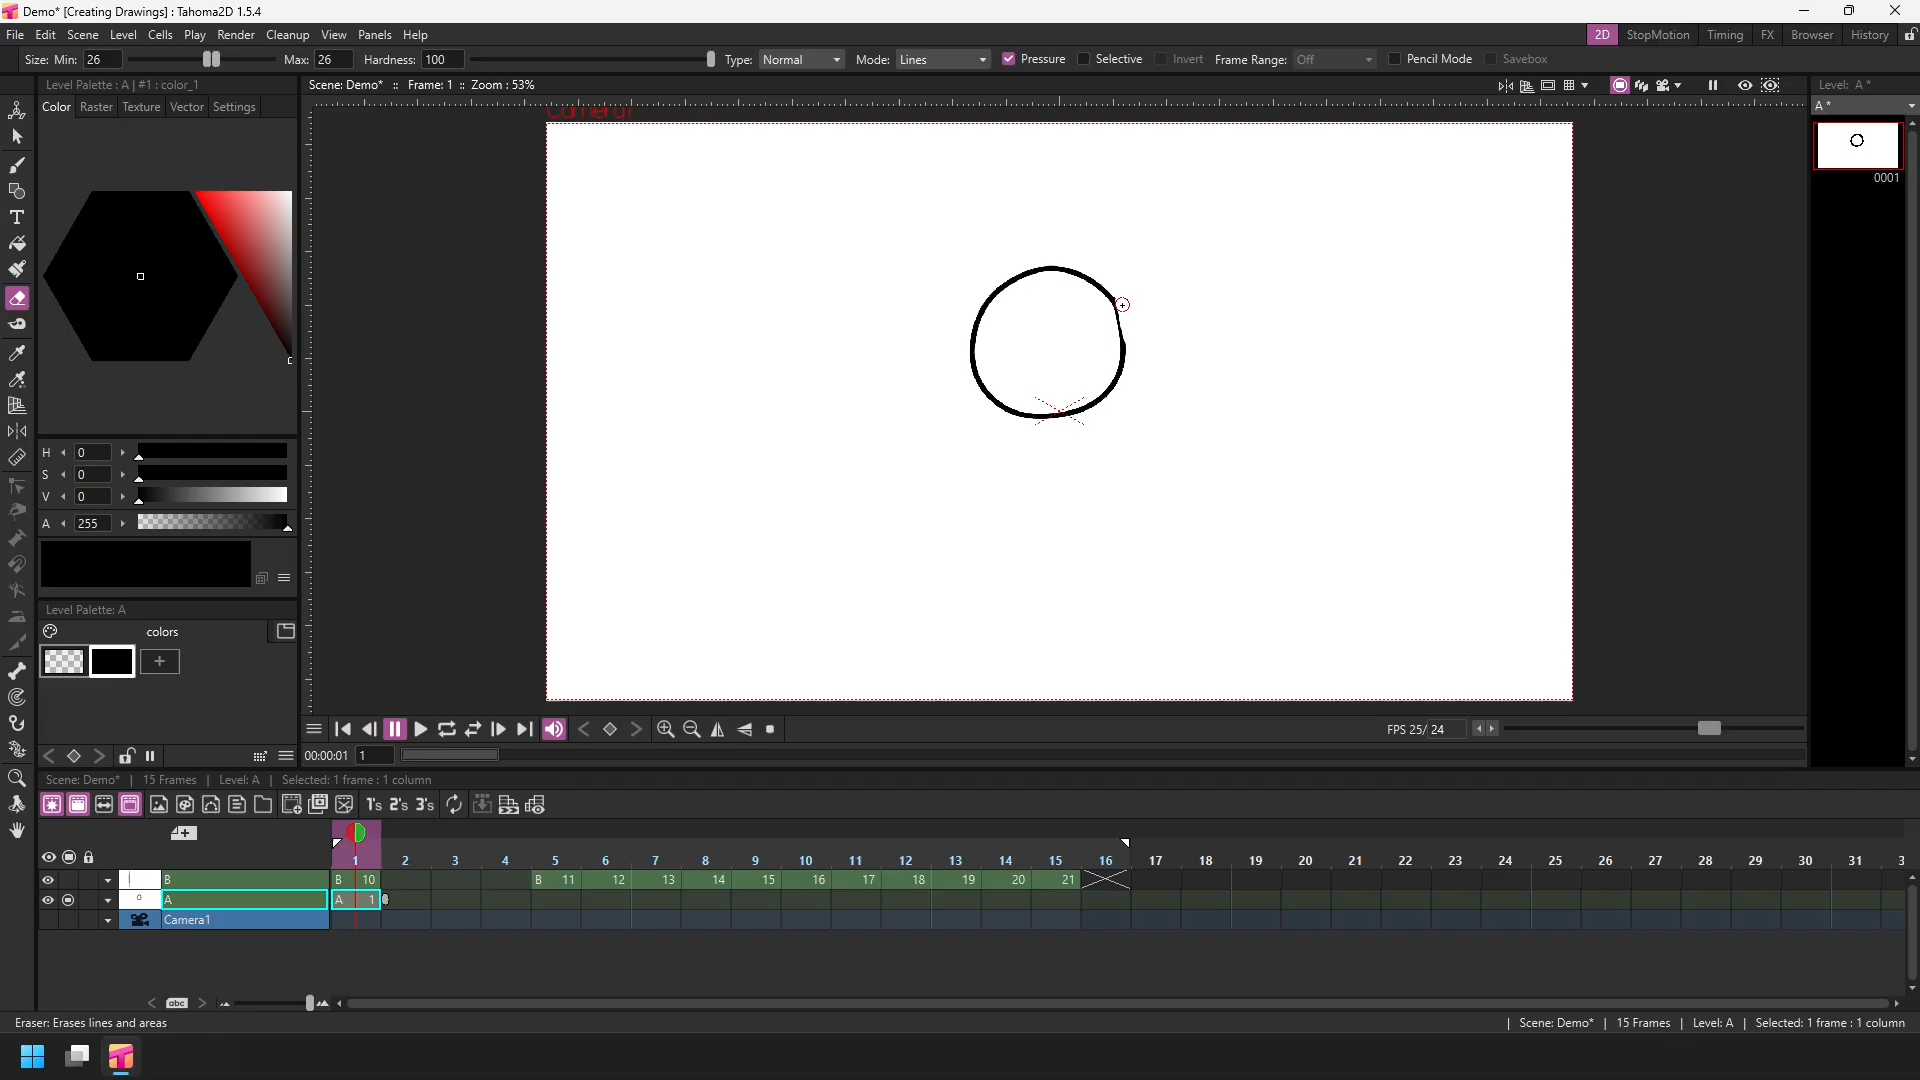 Demo* [Creating Drawings] : Tahoma2D 1.5.4
File Edit Scene Level Cells Play Render Cleanup View Panels Help
2D StopMotion Timing FX Browser History
Size: Min: 26 Max: 26 Hardness: 100 Type: Normal Mode: Lines Pressure Selective Invert Frame Range: Off Pencil Mode Savebox
Level Palette : A | #1 : color_1
Scene: Demo* :: Frame: 1 :: Zoom : 53%
Level: A *
Color Raster Texture Vector Settings
A *
0001
H 0
S 0
V 0
A 255
Level Palette: A
colors
+
FPS 25/ 24
00:00:01 1
Scene: Demo* | 15 Frames | Level: A | Selected: 1 frame : 1 column
1's 2's 3's
1 2 3 4 5 6 7 8 9 10 11 12 13 14 15 16 17 18 19 20 21 22 23 24 25 26 27 28 29 30 31 3
B B 10 B 11 12 13 14 15 16 17 18 19 20 21
A A 1
Camera1
abc
Eraser: Erases lines and areas
| Scene: Demo* | 15 Frames | Level: A | Selected: 1 frame : 1 column